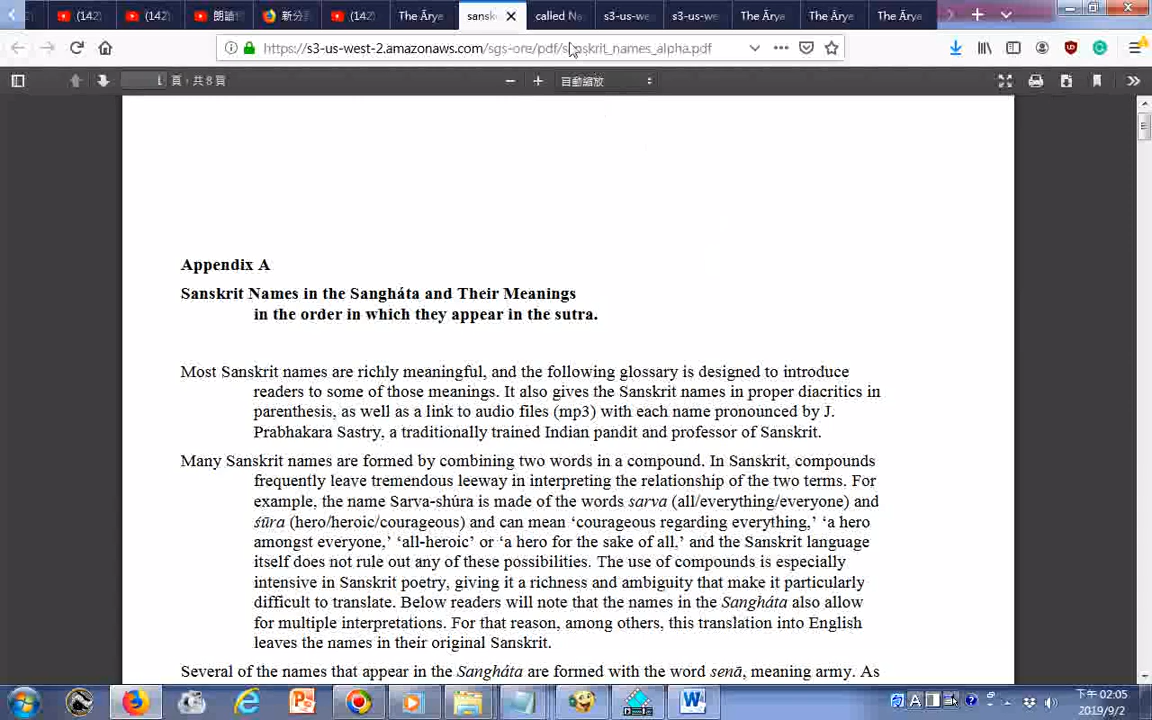 (142)
(142)
朗語
新分
(142)
The Ārye
sansk
called Na
s3-us-we
s3-us-we
The Ārye
The Ārye
The Ārye
https://s3-us-west-2.amazonaws.com/sgs-ore/pdf/sanskrit_names_alpha.pdf
1 頁，共 8 頁
自動縮放
Appendix A
Sanskrit Names in the Sangháta and Their Meanings
in the order in which they appear in the sutra.
Most Sanskrit names are richly meaningful, and the following glossary is designed to introduce
readers to some of those meanings. It also gives the Sanskrit names in proper diacritics in
parenthesis, as well as a link to audio files (mp3) with each name pronounced by J.
Prabhakara Sastry, a traditionally trained Indian pandit and professor of Sanskrit.
Many Sanskrit names are formed by combining two words in a compound. In Sanskrit, compounds
frequently leave tremendous leeway in interpreting the relationship of the two terms. For
example, the name Sarva-shúra is made of the words sarva (all/everything/everyone) and
śūra (hero/heroic/courageous) and can mean ‘courageous regarding everything,’ ‘a hero
amongst everyone,’ ‘all-heroic’ or ‘a hero for the sake of all,’ and the Sanskrit language
itself does not rule out any of these possibilities. The use of compounds is especially
intensive in Sanskrit poetry, giving it a richness and ambiguity that make it particularly
difficult to translate. Below readers will note that the names in the Sangháta also allow
for multiple interpretations. For that reason, among others, this translation into English
leaves the names in their original Sanskrit.
Several of the names that appear in the Sangháta are formed with the word senā, meaning army. As
下午 02:05
2019/9/2